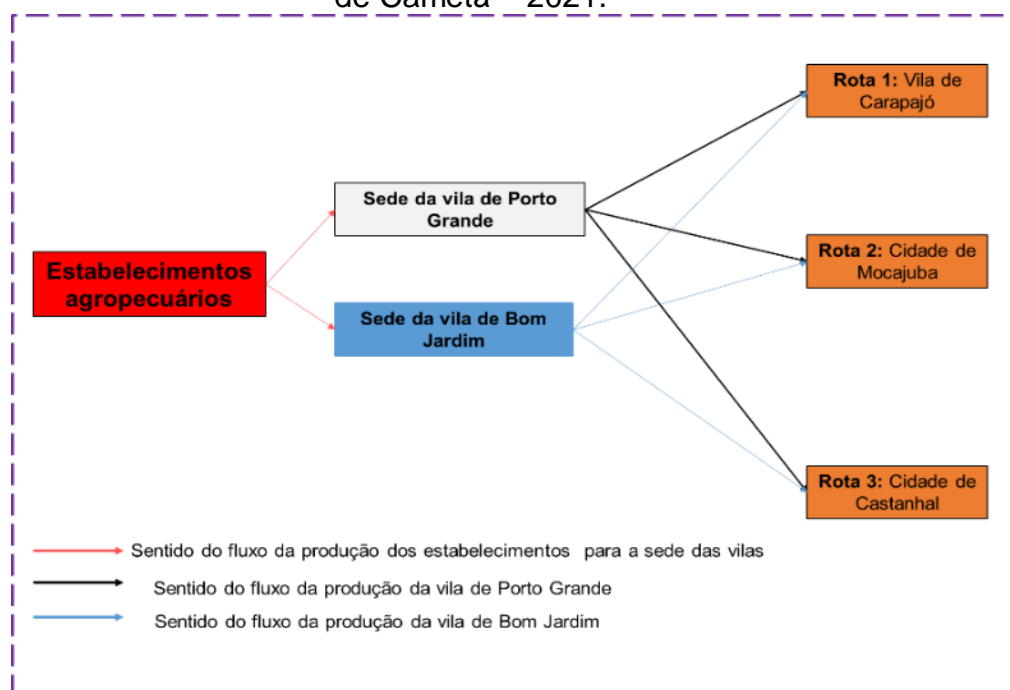 de Cametá – 2021.
Rota 1: Vila de
Carapajó
Sede da vila de Porto
Grande
Rota 2: Cidade de
Mocajuba
Estabelecimentos
agropecuários
Sede da vila de Bom
Jardim
Rota 3: Cidade de
Castanhal
Sentido do fluxo da produção dos estabelecimentos para a sede das vilas
Sentido do fluxo da produção da vila de Porto Grande
Sentido do fluxo da produção da vila de Bom Jardim